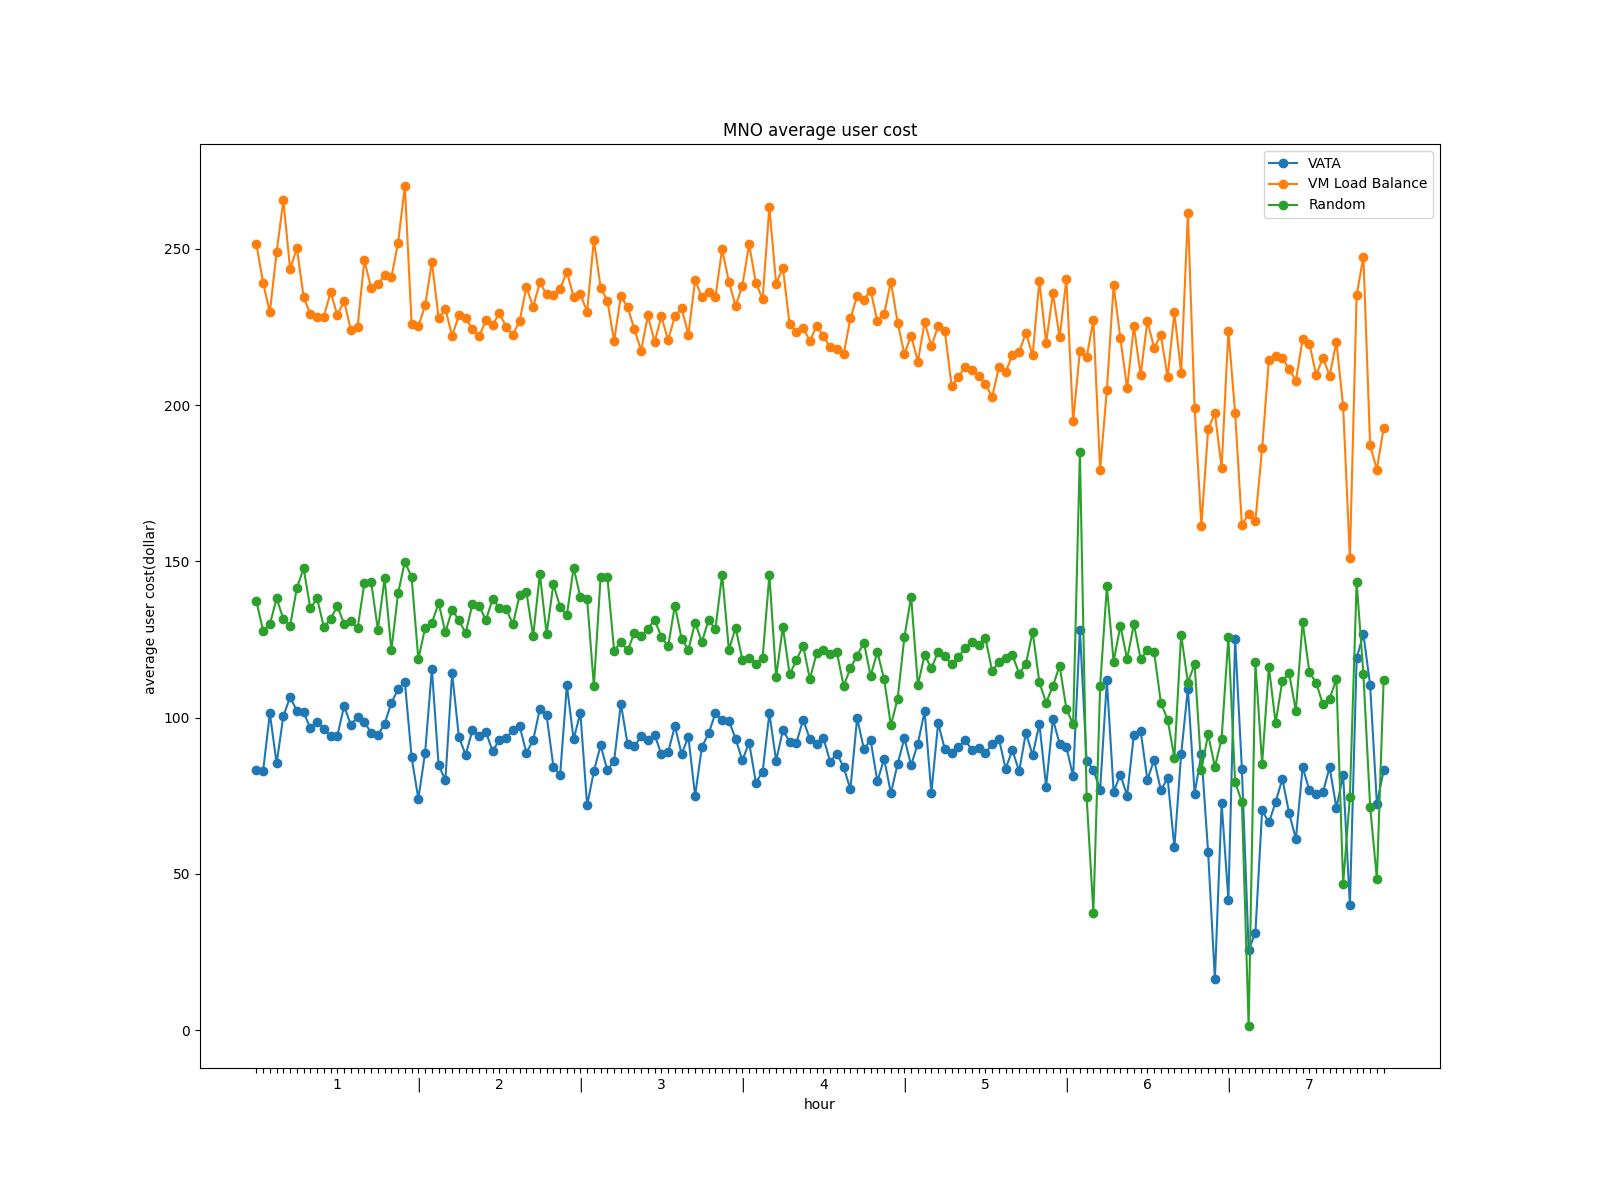 MNO average user cost
VATA
VM Load Balance
Random
average user cost(dollar)
250
200
150
100
50
0
1 | 2 | 3 | 4 | 5 | 6 | 7
hour